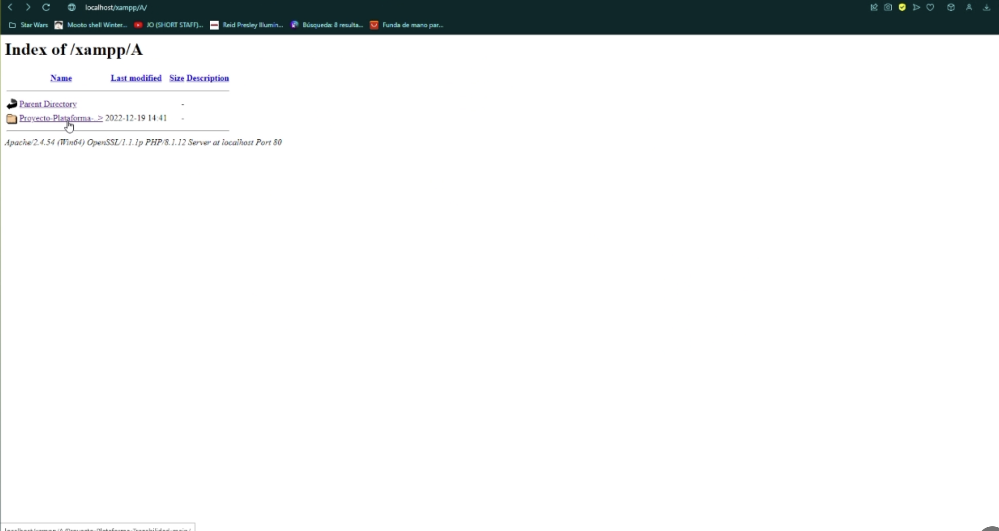 localhost/xampp/A/
Star Wars Mooto shell Winter... JO (SHORT STAFF)... Reid Presley Illumin... Búsqueda: 8 resulta... Funda de mano par...
Index of /xampp/A
Name Last modified Size Description
Parent Directory -
Proyecto-Plataforma-..> 2022-12-19 14:41 -
Apache/2.4.54 (Win64) OpenSSL/1.1.1p PHP/8.1.12 Server at localhost Port 80
localhost/xampp/A/Proyecto-Plataforma-Trazabilidad-main/